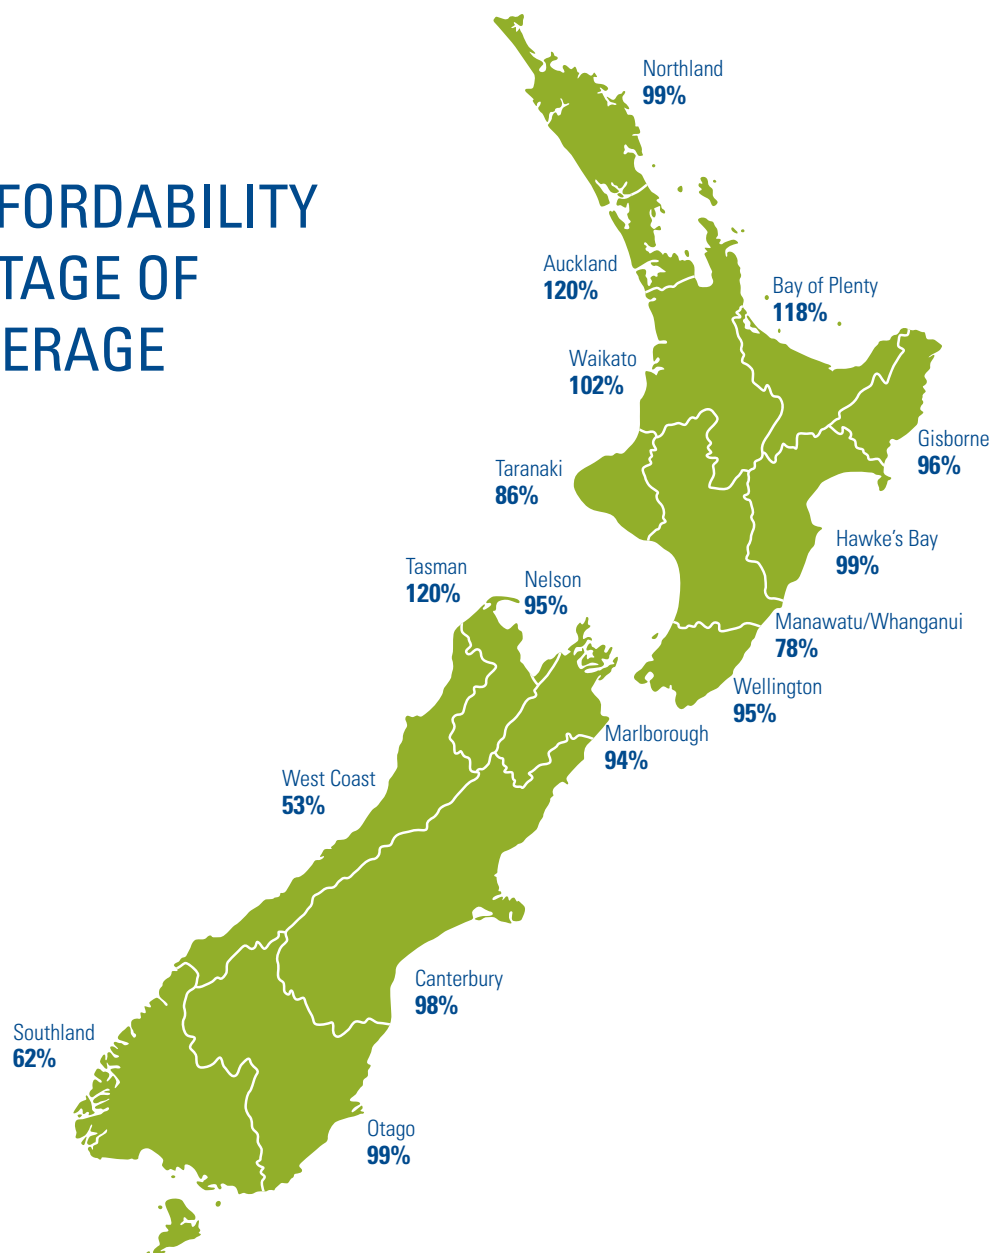 FFORDABILITY
TAGE OF
ERAGE
Northland
99%
Auckland
120%
Bay of Plenty
118%
Waikato
102%
Gisborne
96%
Taranaki
86%
Hawke's Bay
99%
Tasman
120%
Nelson
95%
Manawatu/Whanganui
78%
Wellington
95%
Marlborough
94%
West Coast
53%
Canterbury
98%
Southland
62%
Otago
99%